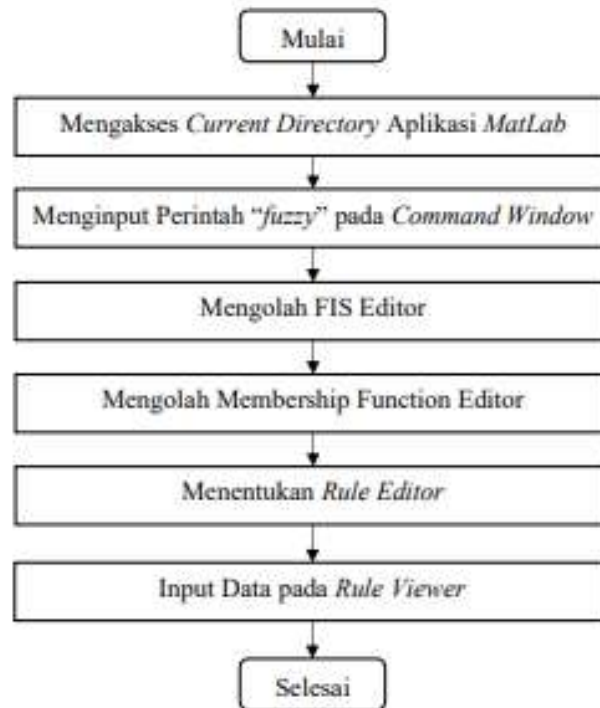 Mulai
Mengakses Current Directory Aplikasi MatLab
Menginput Perintah “fuzzy” pada Command Window
Mengolah FIS Editor
Mengolah Membership Function Editor
Menentukan Rule Editor
Input Data pada Rule Viewer
Selesai